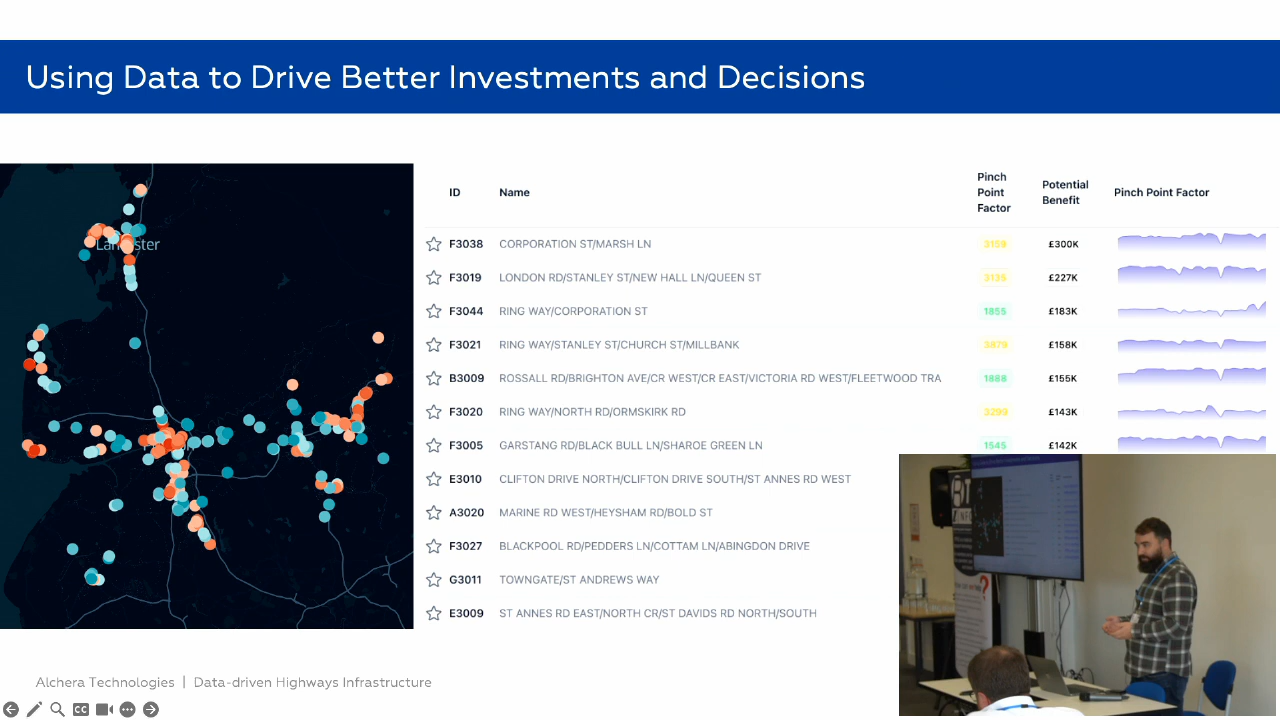 Using Data to Drive Better Investments and Decisions
ID Name Pinch Point Factor Potential Benefit Pinch Point Factor
F3038 CORPORATION ST/MARSH LN 3159 £300K
F3019 LONDON RD/STANLEY ST/NEW HALL LN/QUEEN ST 3135 £227K
F3044 RING WAY/CORPORATION ST 1855 £183K
F3021 RING WAY/STANLEY ST/CHURCH ST/MILLBANK 3879 £158K
B3009 ROSSALL RD/BRIGHTON AVE/CR WEST/CR EAST/VICTORIA RD WEST/FLEETWOOD TRA 1888 £155K
F3020 RING WAY/NORTH RD/ORMSKIRK RD 3299 £143K
F3005 GARSTANG RD/BLACK BULL LN/SHAROE GREEN LN 1545 £142K
E3010 CLIFTON DRIVE NORTH/CLIFTON DRIVE SOUTH/ST ANNES RD WEST
A3020 MARINE RD WEST/HEYSHAM RD/BOLD ST
F3027 BLACKPOOL RD/PEDDERS LN/COTTAM LN/ABINGDON DRIVE
G3011 TOWNGATE/ST ANDREWS WAY
E3009 ST ANNES RD EAST/NORTH CR/ST DAVIDS RD NORTH/SOUTH
Alchera Technologies | Data-driven Highways Infrastructure
CC